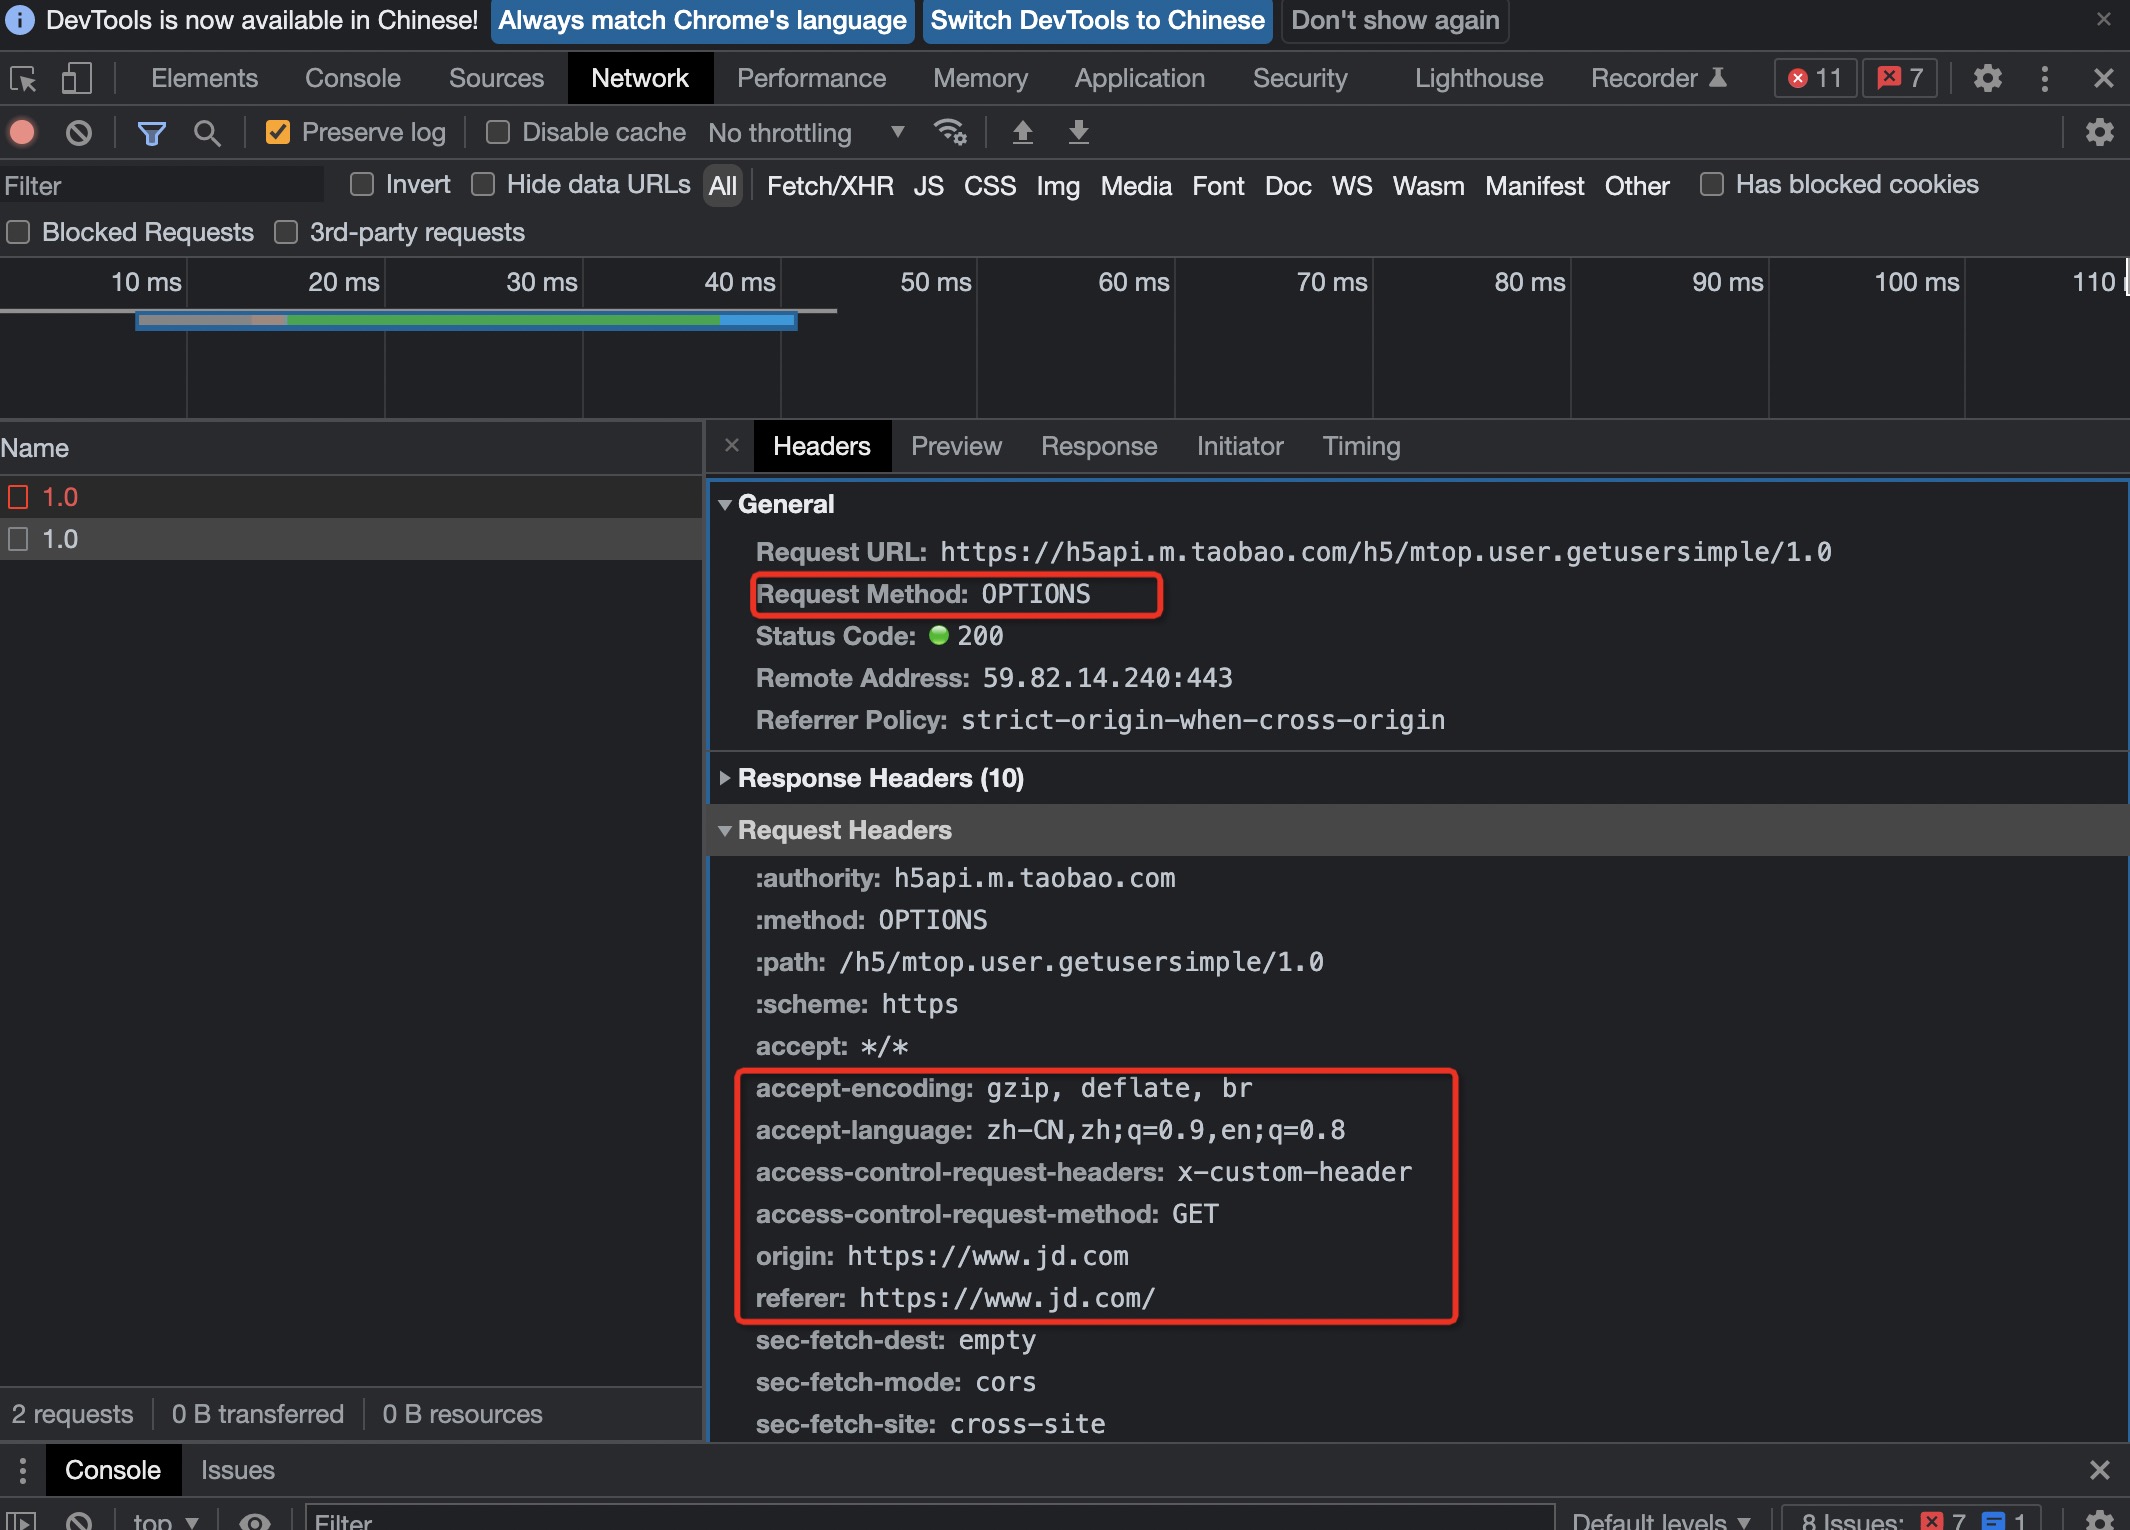 DevTools is now available in Chinese! Always match Chrome's language Switch DevTools to Chinese Don't show again
Elements Console Sources Network Performance Memory Application Security Lighthouse Recorder 11 7
Preserve log Disable cache No throttling
Filter Invert Hide data URLs All Fetch/XHR JS CSS Img Media Font Doc WS Wasm Manifest Other Has blocked cookies
Blocked Requests 3rd-party requests
10 ms 20 ms 30 ms 40 ms 50 ms 60 ms 70 ms 80 ms 90 ms 100 ms 110
Name
1.0
1.0
Headers Preview Response Initiator Timing
General
Request URL: https://h5api.m.taobao.com/h5/mtop.user.getusersimple/1.0
Request Method: OPTIONS
Status Code: 200
Remote Address: 59.82.14.240:443
Referrer Policy: strict-origin-when-cross-origin
Response Headers (10)
Request Headers
:authority: h5api.m.taobao.com
:method: OPTIONS
:path: /h5/mtop.user.getusersimple/1.0
:scheme: https
accept: */*
accept-encoding: gzip, deflate, br
accept-language: zh-CN,zh;q=0.9,en;q=0.8
access-control-request-headers: x-custom-header
access-control-request-method: GET
origin: https://www.jd.com
referer: https://www.jd.com/
sec-fetch-dest: empty
sec-fetch-mode: cors
sec-fetch-site: cross-site
2 requests 0 B transferred 0 B resources
Console Issues
top Filter Default levels 8 Issues: 7 1